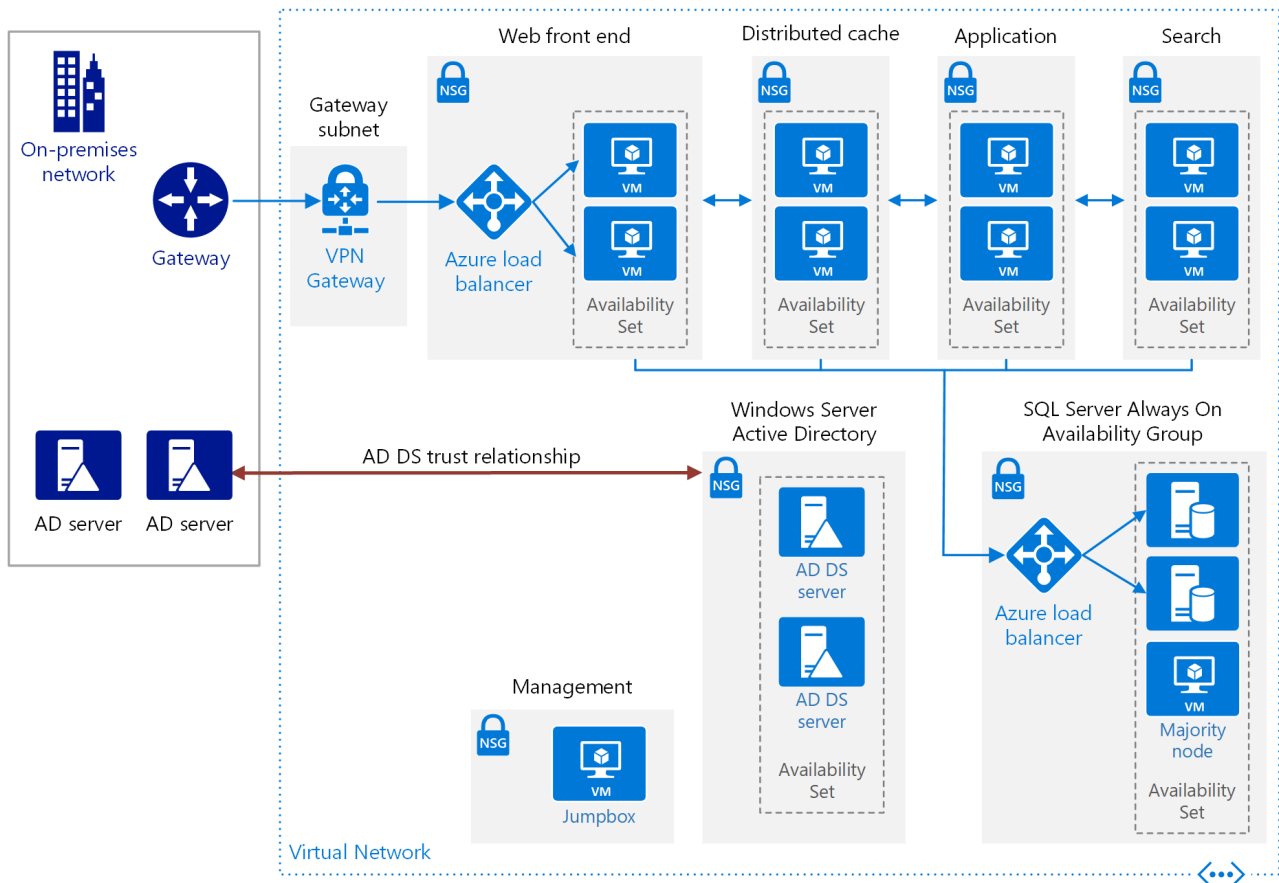 On-premises
network
Gateway
AD server
AD server
Gateway
subnet
VPN
Gateway
Web front end
NSG
Azure load
balancer
VM
VM
Availability
Set
Distributed cache
NSG
VM
VM
Availability
Set
Application
NSG
VM
VM
Availability
Set
Search
NSG
VM
VM
Availability
Set
AD DS trust relationship
Windows Server
Active Directory
NSG
AD DS
server
AD DS
server
Availability
Set
SQL Server Always On
Availability Group
NSG
Azure load
balancer
VM
Majority
node
Availability
Set
Management
NSG
VM
Jumpbox
Virtual Network